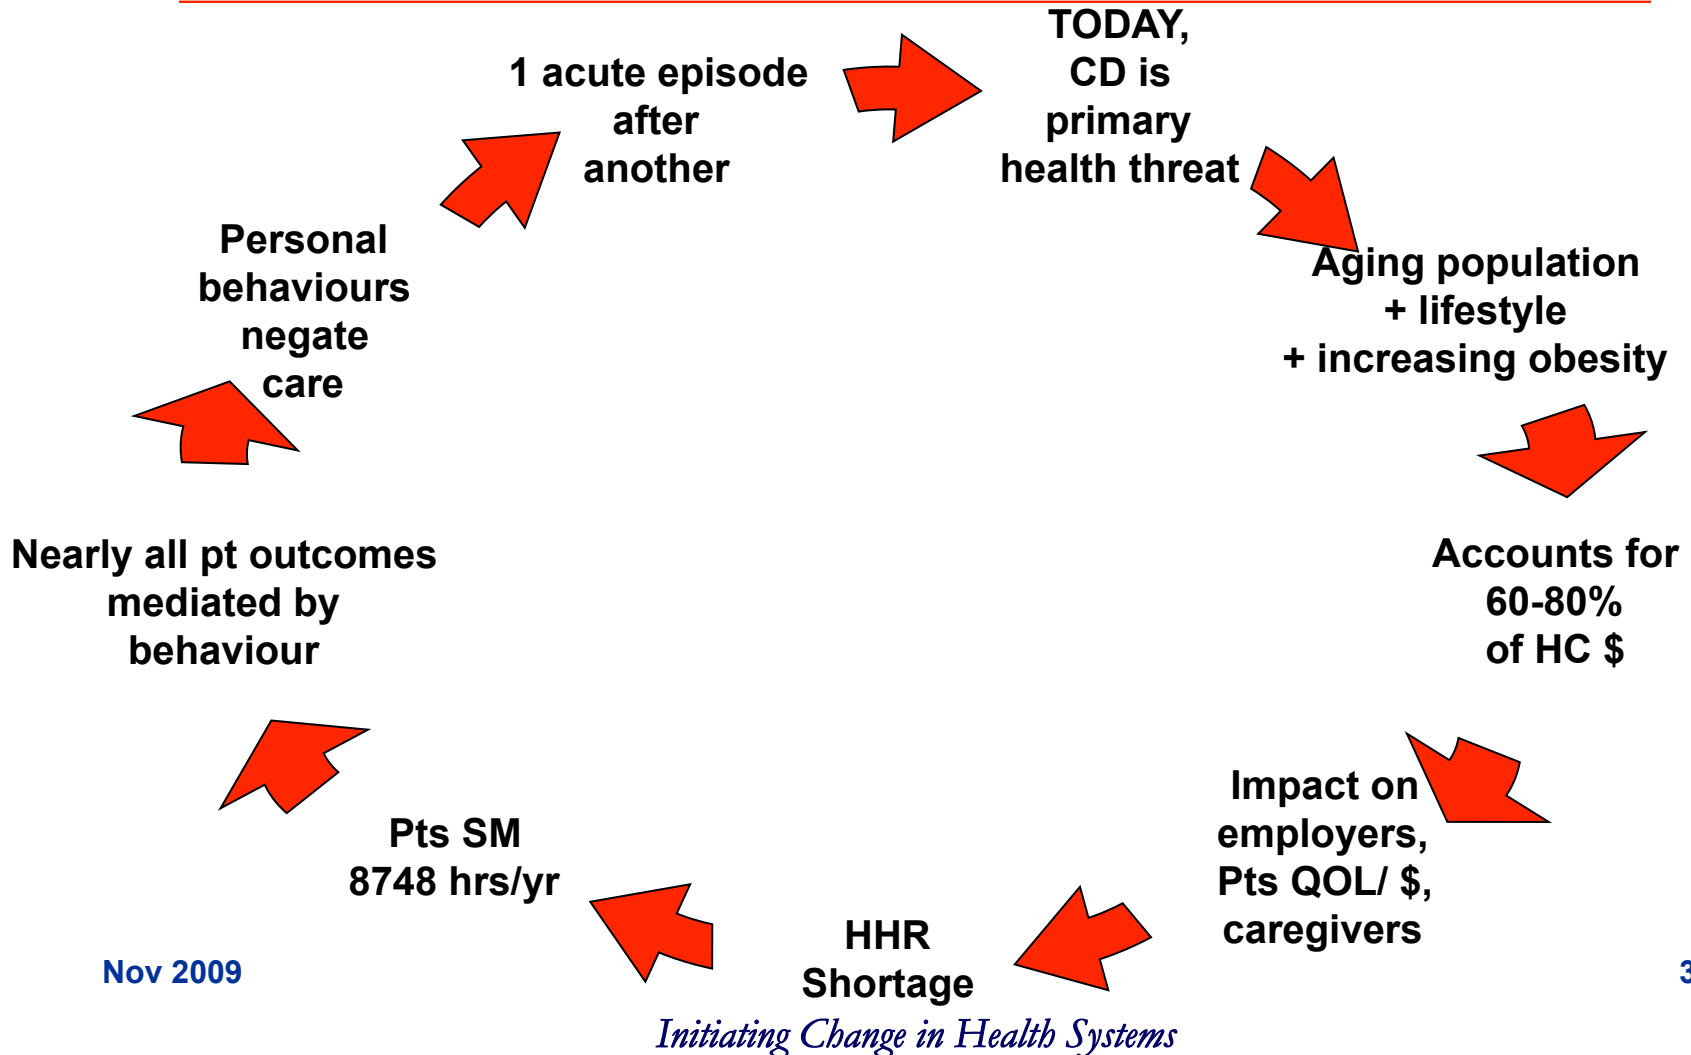 TODAY,
CD is
primary
health threat
Aging population
+ lifestyle
+ increasing obesity
Accounts for
60-80%
of HC $
Impact on
employers,
Pts QOL/ $,
caregivers
HHR
Shortage
Pts SM
8748 hrs/yr
Nearly all pt outcomes
mediated by
behaviour
Personal
behaviours
negate
care
1 acute episode
after
another
Nov 2009
3
Initiating Change in Health Systems